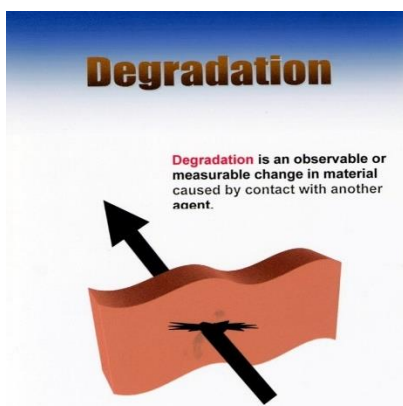 Degradation
Degradation is an observable or
measurable change in material
caused by contact with another
agent.